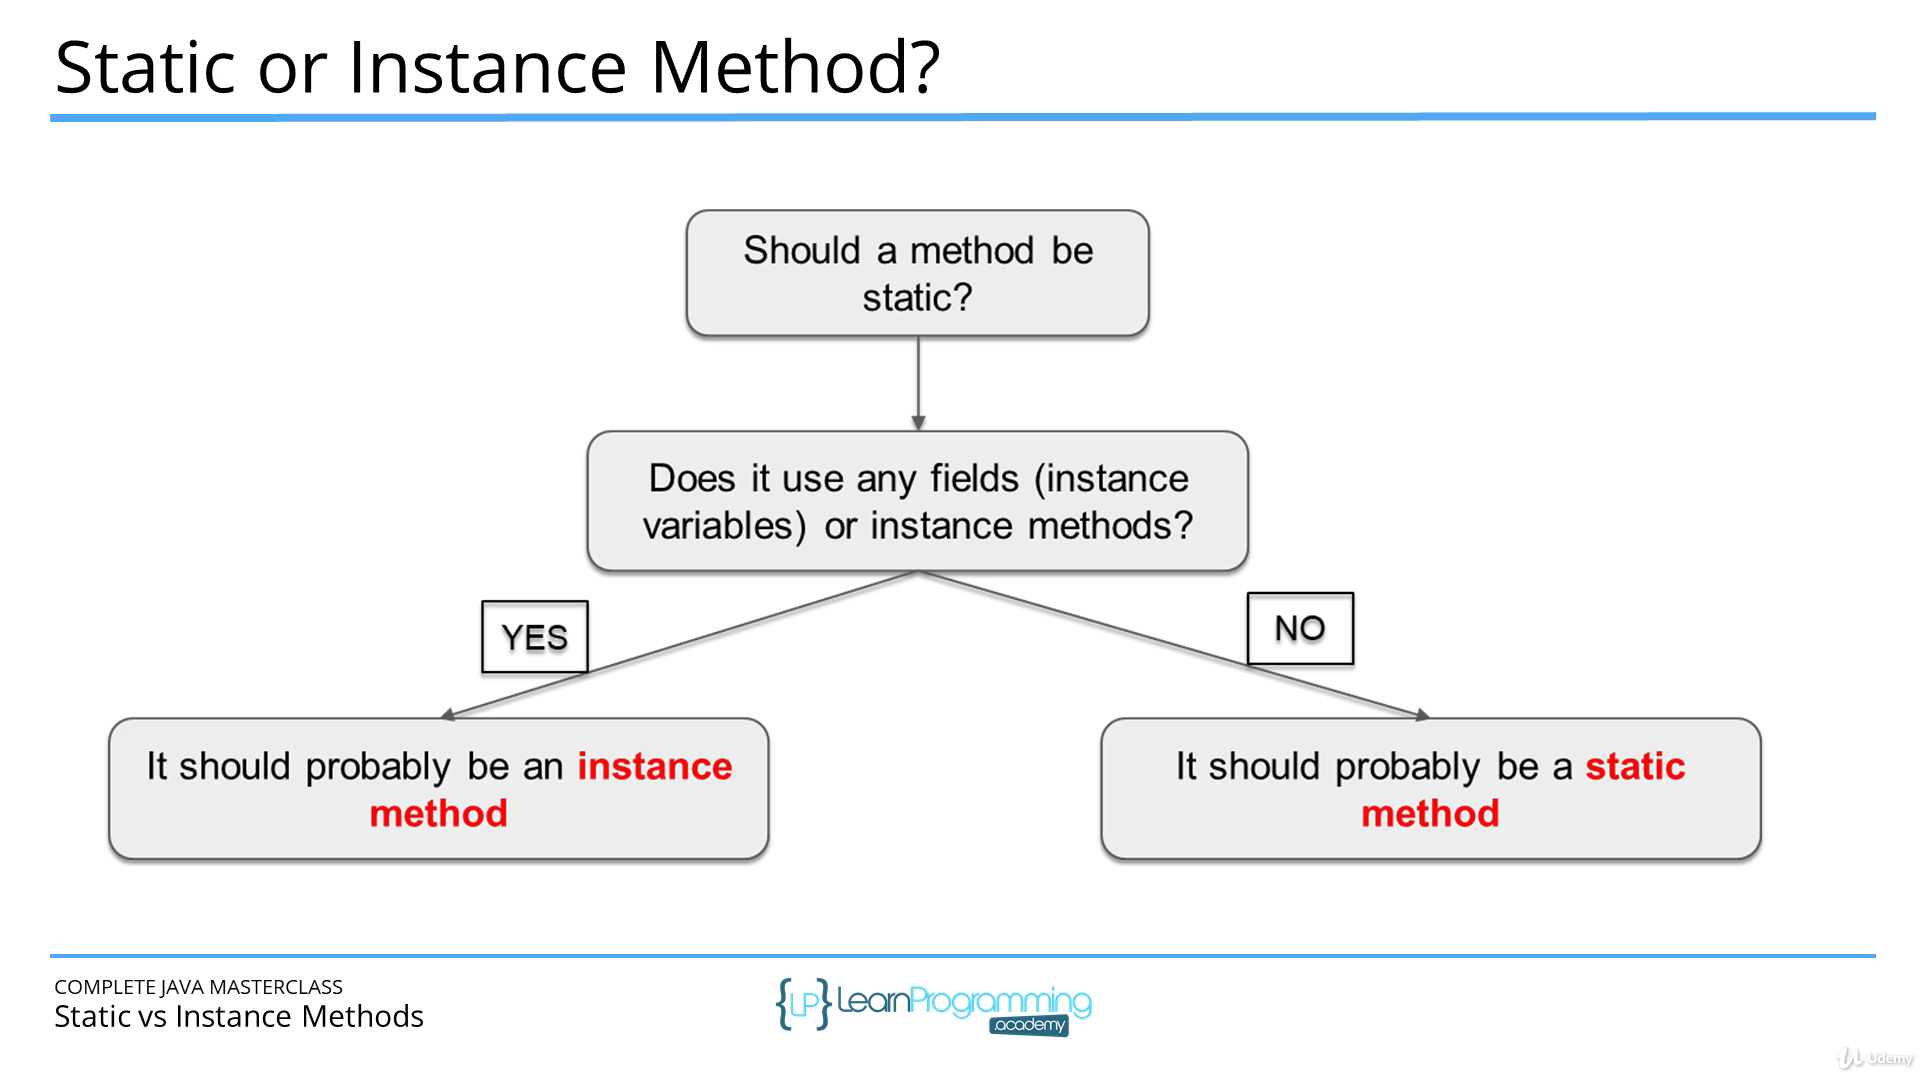 Static or Instance Method?
Should a method be
static?
Does it use any fields (instance
variables) or instance methods?
YES
NO
It should probably be an instance
method
It should probably be a static
method
COMPLETE JAVA MASTERCLASS
Static vs Instance Methods
{LP} LearnProgramming
.academy
Udemy